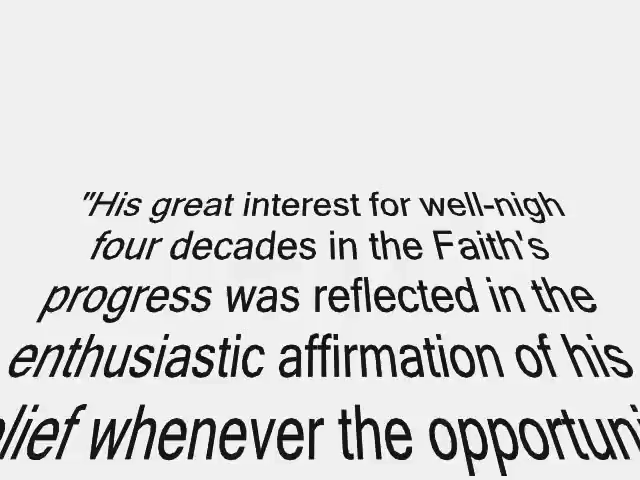 "His great interest for well-nigh
four decades in the Faith's
progress was reflected in the
enthusiastic affirmation of his
whenever the